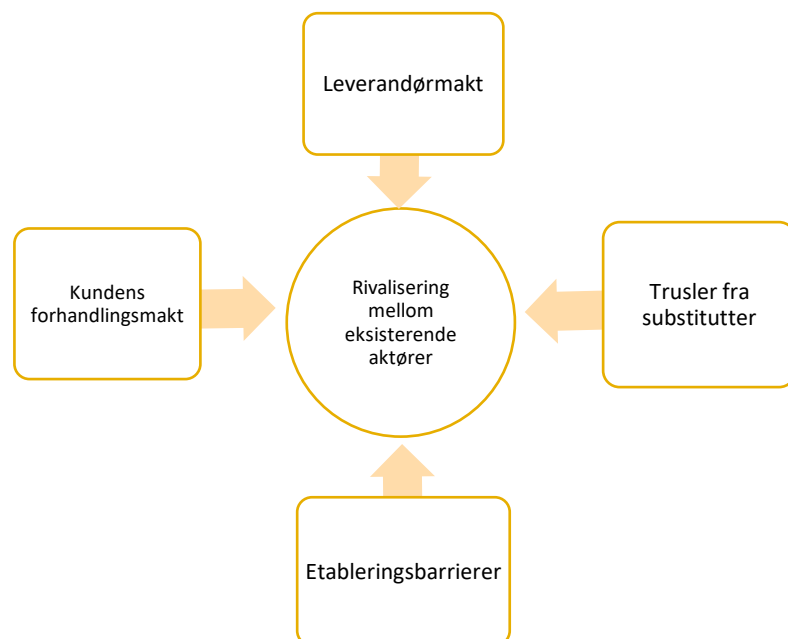 Leverandørmakt
Kundens
forhandlingsmakt
Rivalisering
mellom
eksisterende
aktører
Trusler fra
substitutter
Etableringsbarrierer